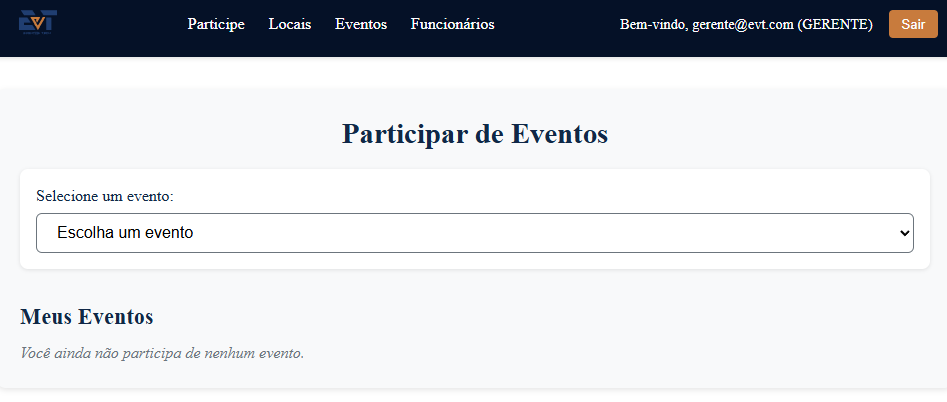 EVT
Participe Locais Eventos Funcionários Bem-vindo, gerente@evt.com (GERENTE) Sair
Participar de Eventos
Selecione um evento:
Escolha um evento
Meus Eventos
Você ainda não participa de nenhum evento.